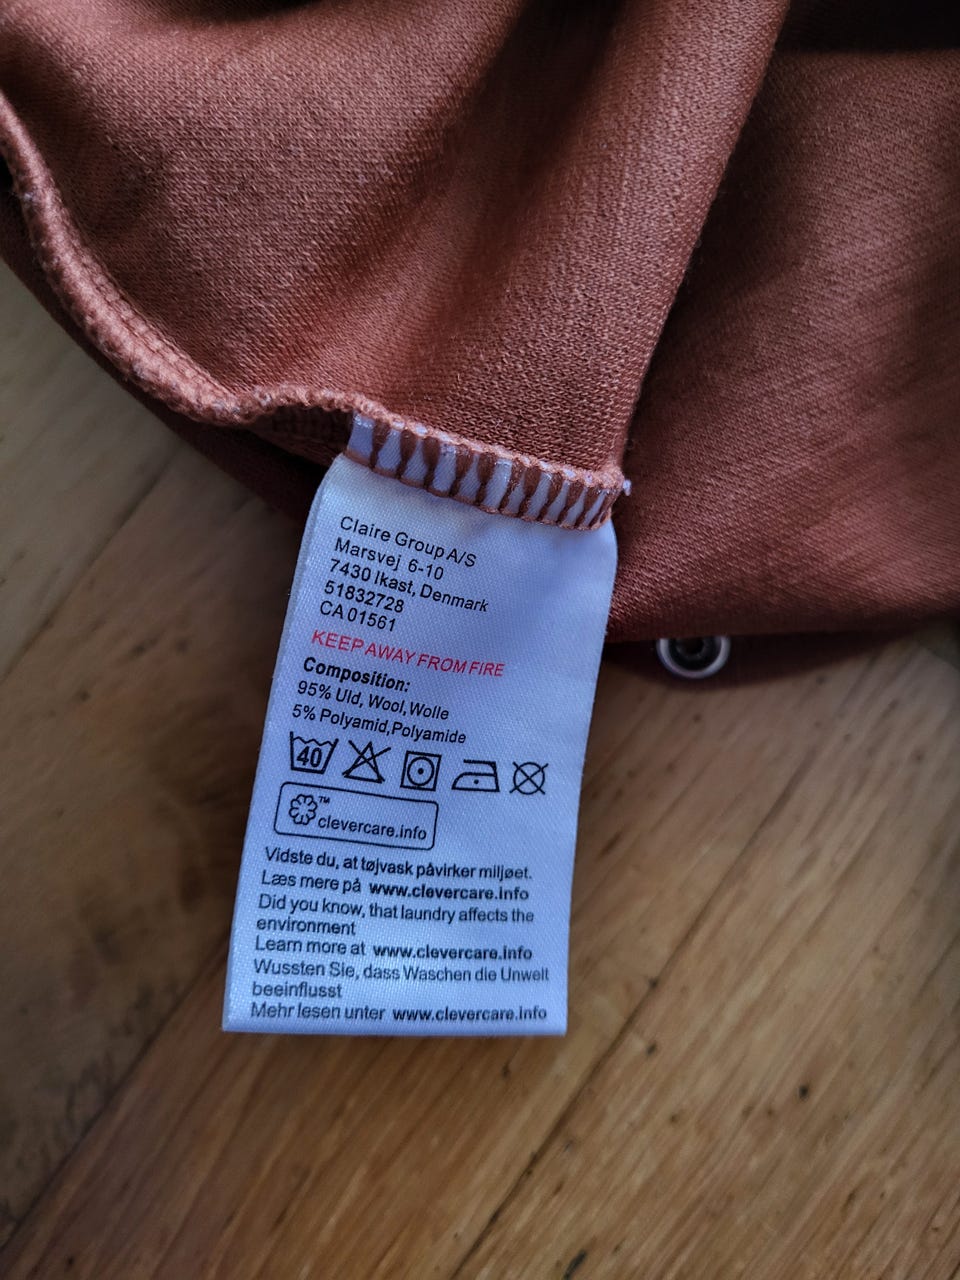 Claire Group A/S
Marsvej 6-10
7430 Ikast, Denmark
51832728
CA01561
KEEP AWAY FROM FIRE
Composition:
95% Uld, Wool,Wolle
5% Polyamid,Polyamide
40
™
clevercare.info
Vidste du, at tøjvask påvirker miljøet.
Læs mere på www.clevercare.info
Did you know, that laundry affects the
environment
Learn more at www.clevercare.info
Wussten Sie, dass Waschen die Unwelt
beeinflusst
Mehr lesen unter www.clevercare.info